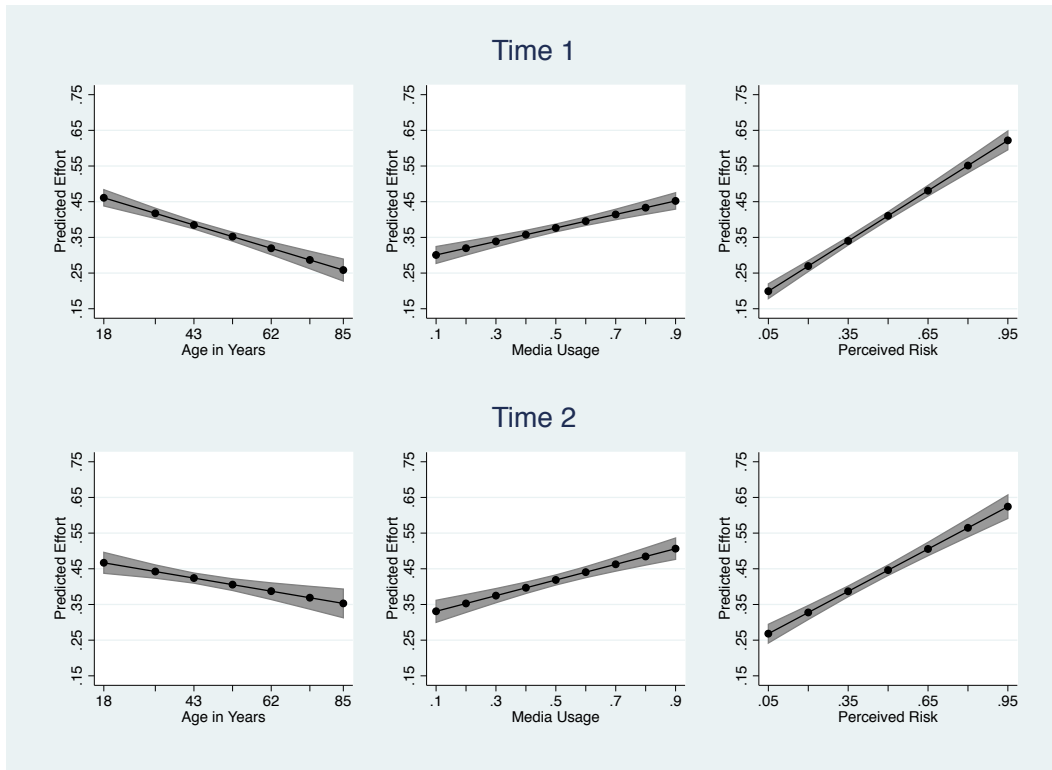 Time 1
Predicted Effort
.15 .25 .35 .45 .55 .65 .75
18 43 62 85
Age in Years
Predicted Effort
.15 .25 .35 .45 .55 .65 .75
.1 .3 .5 .7 .9
Media Usage
Predicted Effort
.15 .25 .35 .45 .55 .65 .75
.05 .35 .65 .95
Perceived Risk
Time 2
Predicted Effort
.15 .25 .35 .45 .55 .65 .75
18 43 62 85
Age in Years
Predicted Effort
.15 .25 .35 .45 .55 .65 .75
.1 .3 .5 .7 .9
Media Usage
Predicted Effort
.15 .25 .35 .45 .55 .65 .75
.05 .35 .65 .95
Perceived Risk